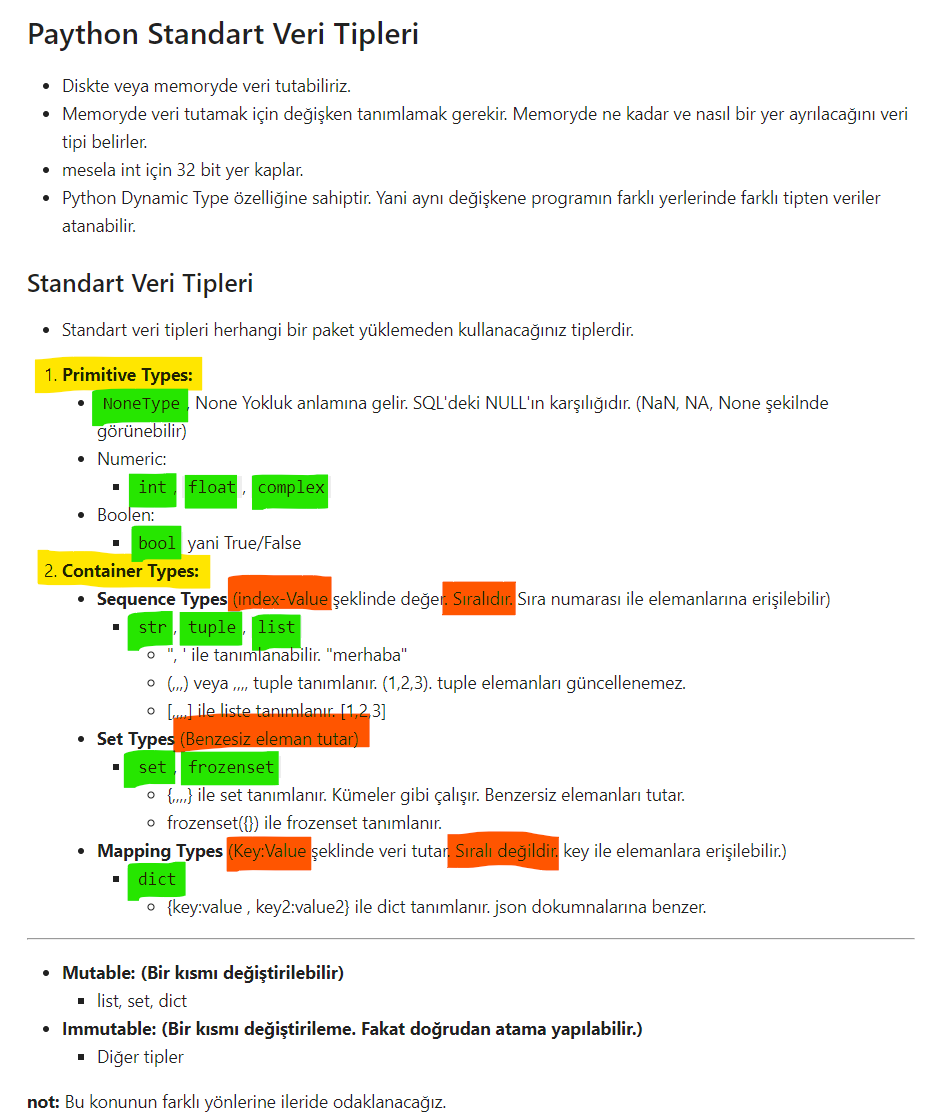 Paython Standart Veri Tipleri
• Diskte veya memoryde veri tutabiliriz.
• Memoryde veri tutamak için değişken tanımlamak gerekir. Memoryde ne kadar ve nasıl bir yer ayrılacağını veri
tipi belirler.
• mesela int için 32 bit yer kaplar.
• Python Dynamic Type özelliğine sahiptir. Yani aynı değişkene programın farklı yerlerinde farklı tipten veriler
atanabilir.
Standart Veri Tipleri
• Standart veri tipleri herhangi bir paket yüklemeden kullanacağınız tiplerdir.
1. Primitive Types:
• NoneType , None Yokluk anlamına gelir. SQL'deki NULL'ın karşılığıdır. (NaN, NA, None şekilnde
görünebilir)
• Numeric:
▪ int , float , complex
• Boolen:
▪ bool yani True/False
2. Container Types:
• Sequence Types (index-Value şeklinde değer. Sıralıdır. Sıra numarası ile elemanlarına erişilebilir)
▪ str , tuple , list
◦ ", ' ile tanımlanabilir. "merhaba"
◦ (,,,) veya ,,,, tuple tanımlanır. (1,2,3). tuple elemanları güncellenemez.
◦ [,,,,] ile liste tanımlanır. [1,2,3]
• Set Types (Benzesiz eleman tutar)
▪ set , frozenset
◦ {,,,,} ile set tanımlanır. Kümeler gibi çalışır. Benzersiz elemanları tutar.
◦ frozenset({}) ile frozenset tanımlanır.
• Mapping Types (Key:Value şeklinde veri tutar. Sıralı değildir. key ile elemanlara erişilebilir.)
▪ dict
◦ {key:value , key2:value2} ile dict tanımlanır. json dokumnalarına benzer.
• Mutable: (Bir kısmı değiştirilebilir)
▪ list, set, dict
• Immutable: (Bir kısmı değiştirileme. Fakat doğrudan atama yapılabilir.)
▪ Diğer tipler
not: Bu konunun farklı yönlerine ileride odaklanacağız.